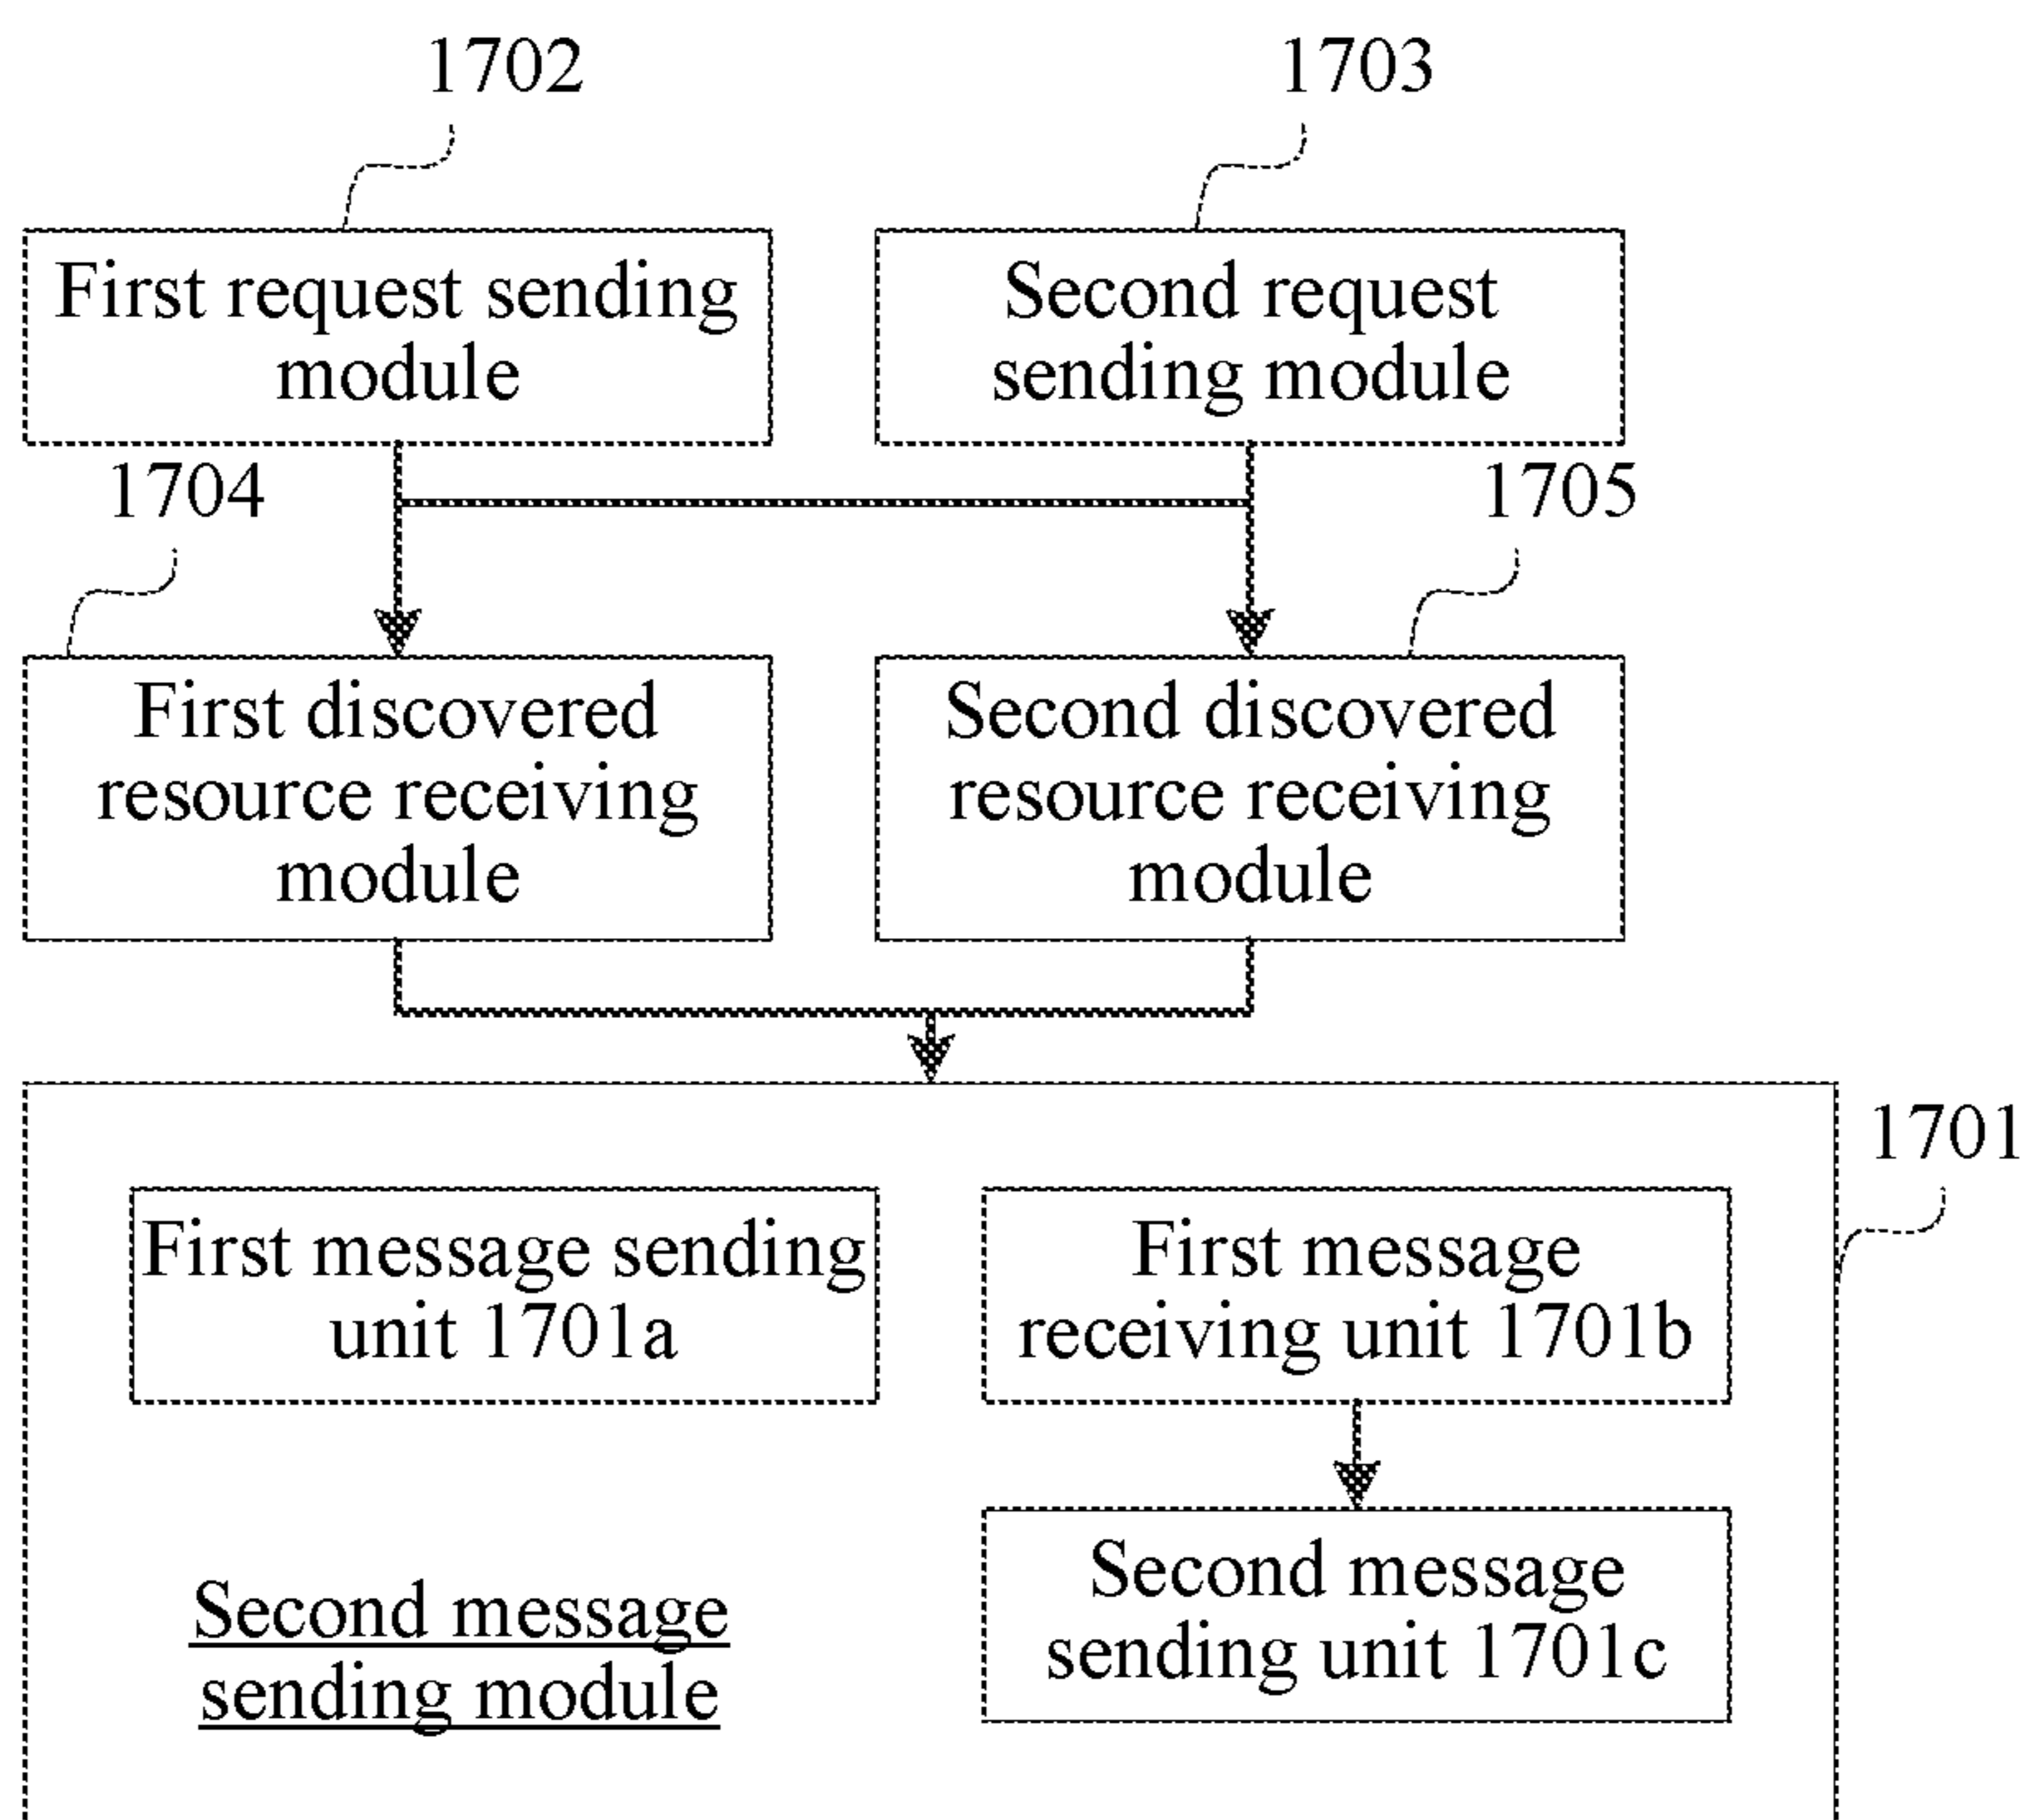 1702
1703
First request sending
module
Second request
sending module
1704
1705
First discovered
resource receiving
module
Second discovered
resource receiving
module
1701
First message sending
unit 1701a
First message
receiving unit 1701b
Second message
sending unit 1701c
Second message
sending module